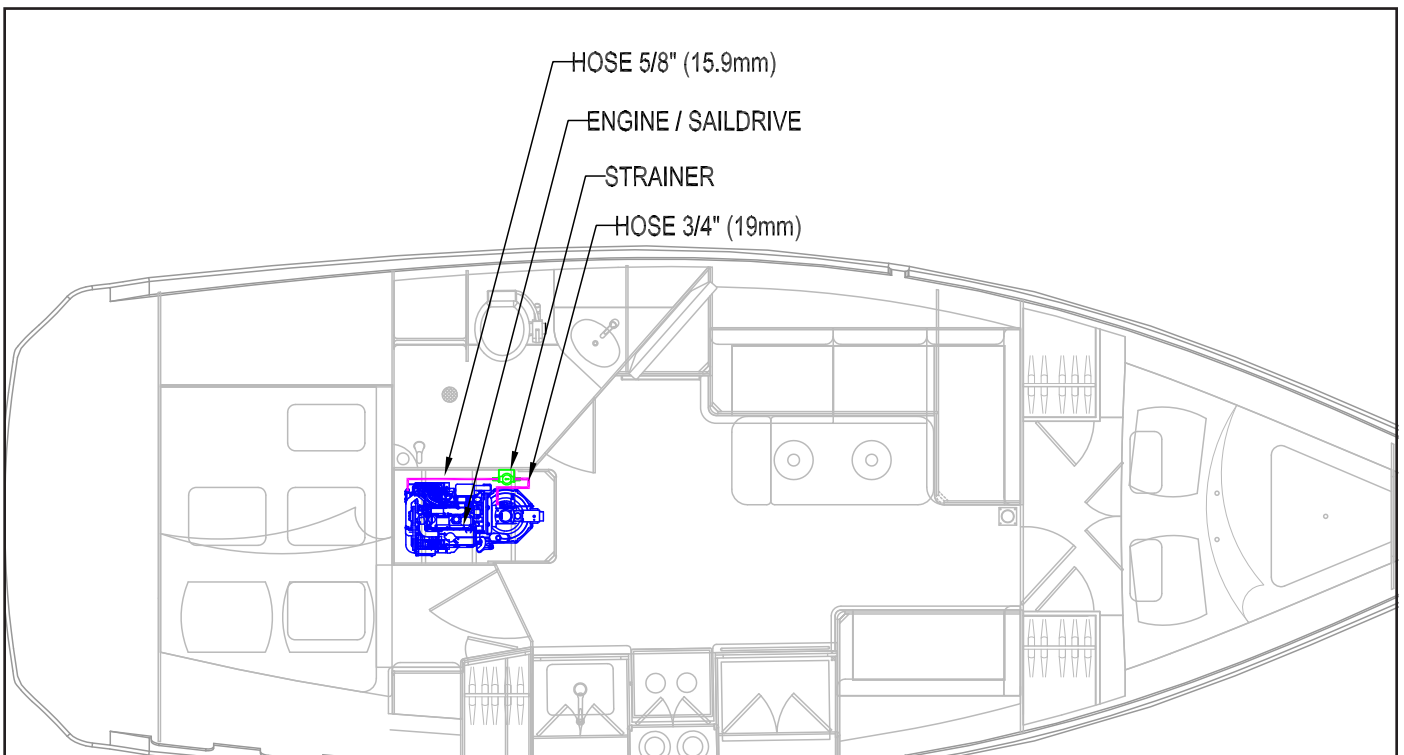 HOSE 5/8" (15.9mm)
ENGINE / SAILDRIVE
STRAINER
HOSE 3/4" (19mm)